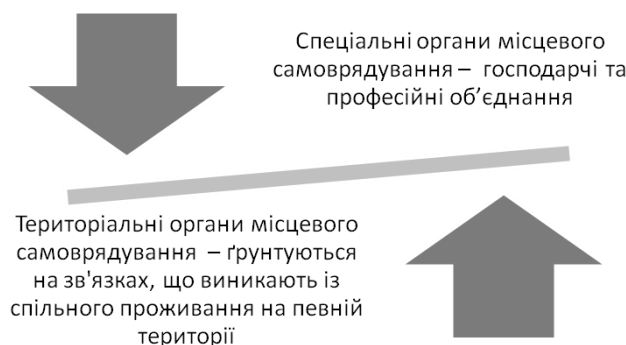 Спеціальні органи місцевого
самоврядування – господарчі та
професійні об’єднання
Територіальні органи місцевого
самоврядування – ґрунтуються
на зв'язках, що виникають із
спільного проживання на певній
території